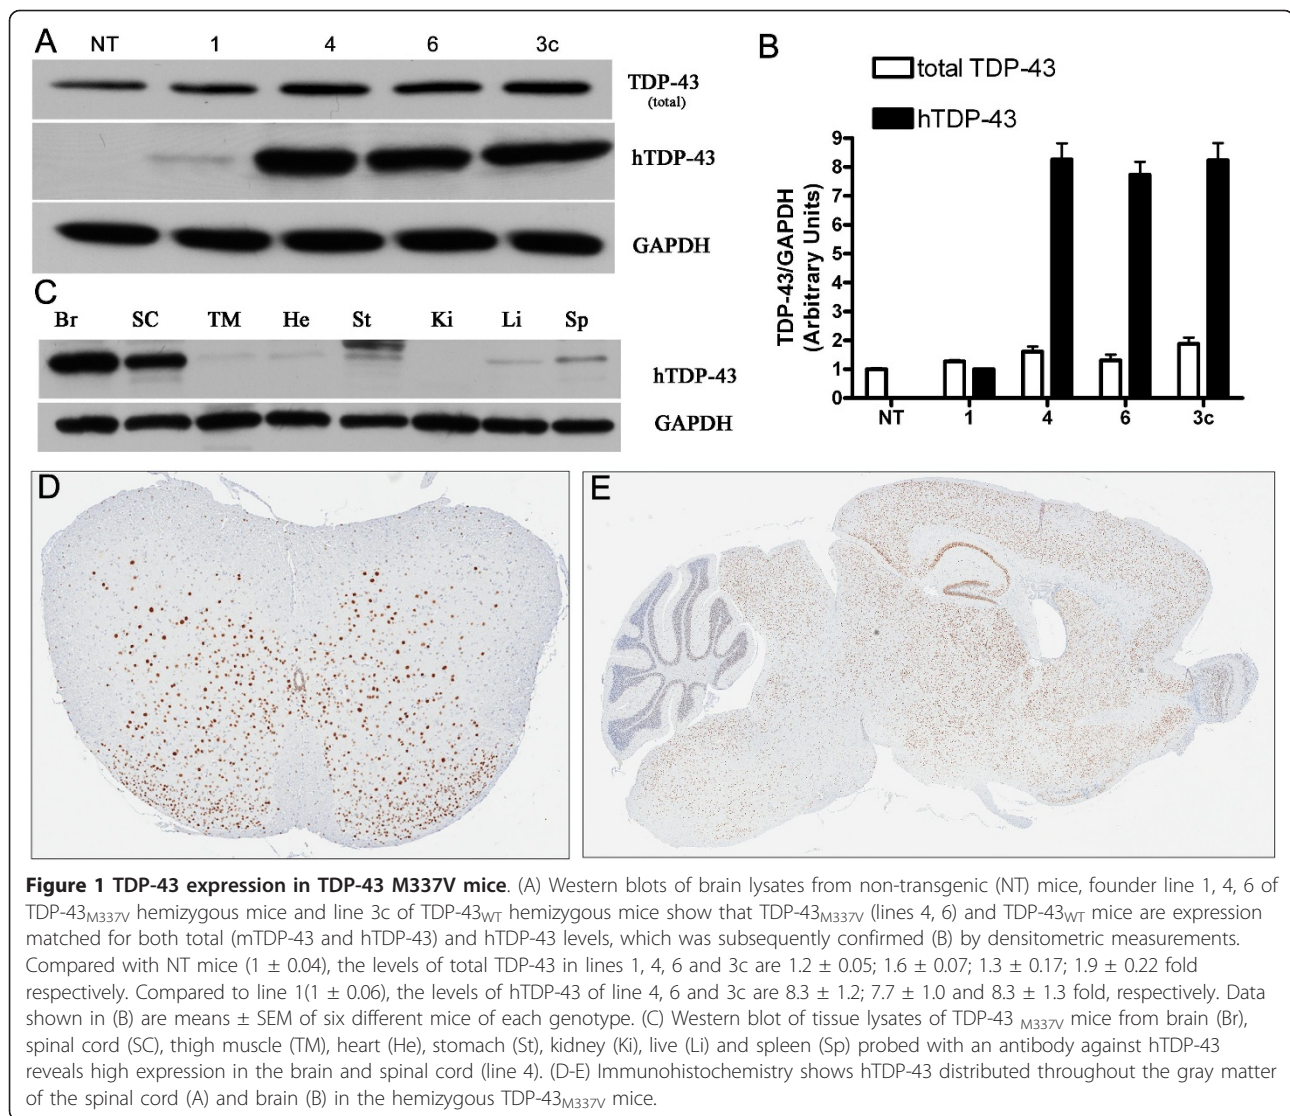 A
NT 1 4 6 3c
TDP-43
(total)
hTDP-43
GAPDH
B
total TDP-43
hTDP-43
TDP-43/GAPDH
(Arbitrary Units)
9
8
7
6
5
4
3
2
1
0
NT 1 4 6 3c
C
Br SC TM He St Ki Li Sp
hTDP-43
GAPDH
D
E
Figure 1 TDP-43 expression in TDP-43 M337V mice. (A) Western blots of brain lysates from non-transgenic (NT) mice, founder line 1, 4, 6 of
TDP-43M337V hemizygous mice and line 3c of TDP-43WT hemizygous mice show that TDP-43M337V (lines 4, 6) and TDP-43WT mice are expression
matched for both total (mTDP-43 and hTDP-43) and hTDP-43 levels, which was subsequently confirmed (B) by densitometric measurements.
Compared with NT mice (1 ± 0.04), the levels of total TDP-43 in lines 1, 4, 6 and 3c are 1.2 ± 0.05; 1.6 ± 0.07; 1.3 ± 0.17; 1.9 ± 0.22 fold
respectively. Compared to line 1(1 ± 0.06), the levels of hTDP-43 of line 4, 6 and 3c are 8.3 ± 1.2; 7.7 ± 1.0 and 8.3 ± 1.3 fold, respectively. Data
shown in (B) are means ± SEM of six different mice of each genotype. (C) Western blot of tissue lysates of TDP-43 M337V mice from brain (Br),
spinal cord (SC), thigh muscle (TM), heart (He), stomach (St), kidney (Ki), live (Li) and spleen (Sp) probed with an antibody against hTDP-43
reveals high expression in the brain and spinal cord (line 4). (D-E) Immunohistochemistry shows hTDP-43 distributed throughout the gray matter
of the spinal cord (A) and brain (B) in the hemizygous TDP-43M337V mice.